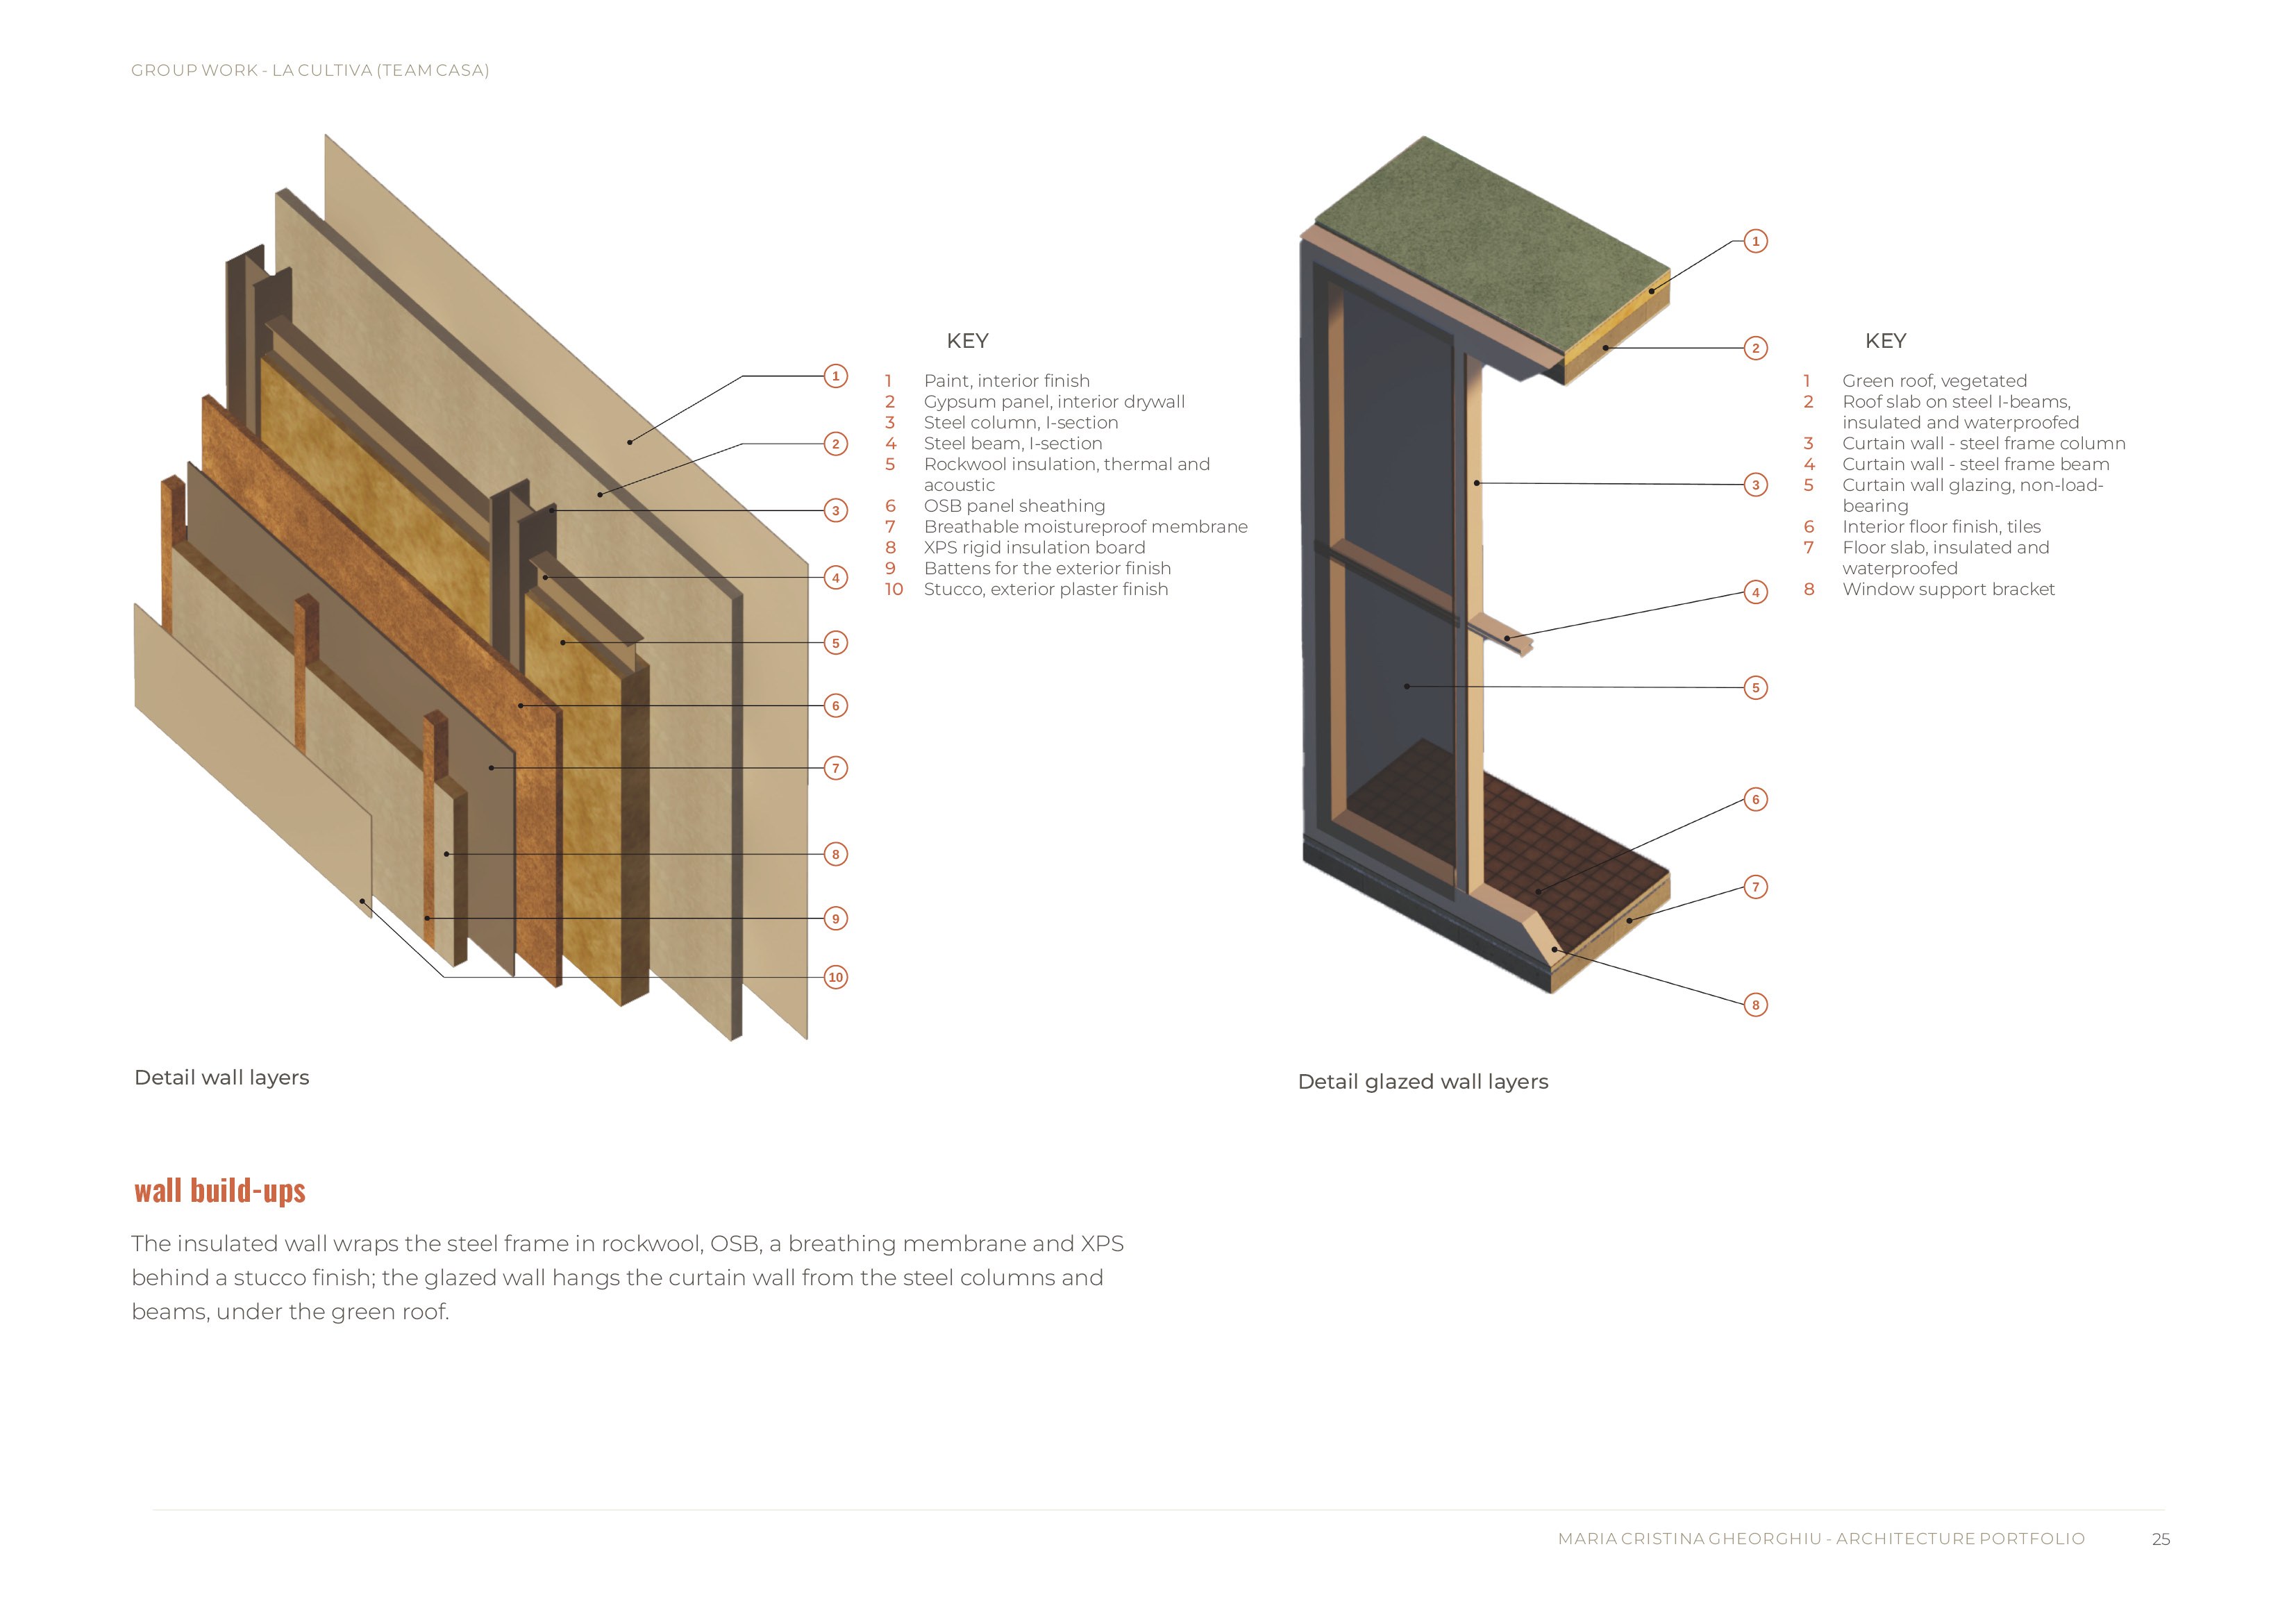 GROUP WORK - LA CULTIVA (TEAM CASA)
1
2
3
4
5
6
7
8
9
10
KEY
1 Paint, interior finish
2 Gypsum panel, interior drywall
3 Steel column, I-section
4 Steel beam, I-section
5 Rockwool insulation, thermal and
acoustic
6 OSB panel sheathing
7 Breathable moistureproof membrane
8 XPS rigid insulation board
9 Battens for the exterior finish
10 Stucco, exterior plaster finish
Detail wall layers
1
2
3
4
5
6
7
8
KEY
1 Green roof, vegetated
2 Roof slab on steel I-beams,
insulated and waterproofed
3 Curtain wall - steel frame column
4 Curtain wall - steel frame beam
5 Curtain wall glazing, non-load-
bearing
6 Interior floor finish, tiles
7 Floor slab, insulated and
waterproofed
8 Window support bracket
Detail glazed wall layers
wall build-ups
The insulated wall wraps the steel frame in rockwool, OSB, a breathing membrane and XPS
behind a stucco finish; the glazed wall hangs the curtain wall from the steel columns and
beams, under the green roof.
MARIA CRISTINA GHEORGHIU - ARCHITECTURE PORTFOLIO 25